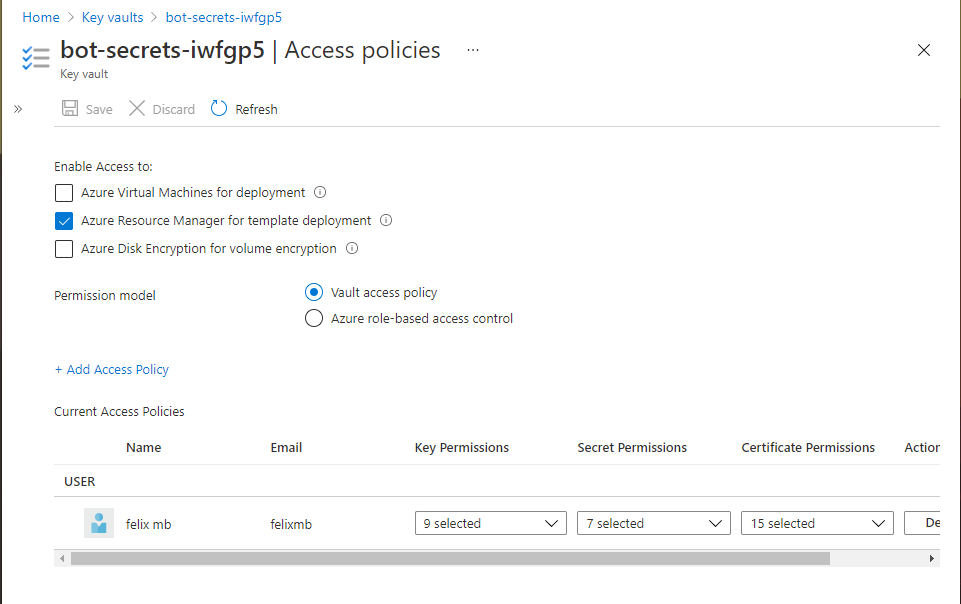 Home > Key vaults > bot-secrets-iwfgp5
bot-secrets-iwfgp5 | Access policies ...
Key vault
» Save Discard Refresh
Enable Access to:
Azure Virtual Machines for deployment
Azure Resource Manager for template deployment
Azure Disk Encryption for volume encryption
Permission model
Vault access policy
Azure role-based access control
+ Add Access Policy
Current Access Policies
Name Email Key Permissions Secret Permissions Certificate Permissions Action
USER
felix mb felixmb 9 selected 7 selected 15 selected De